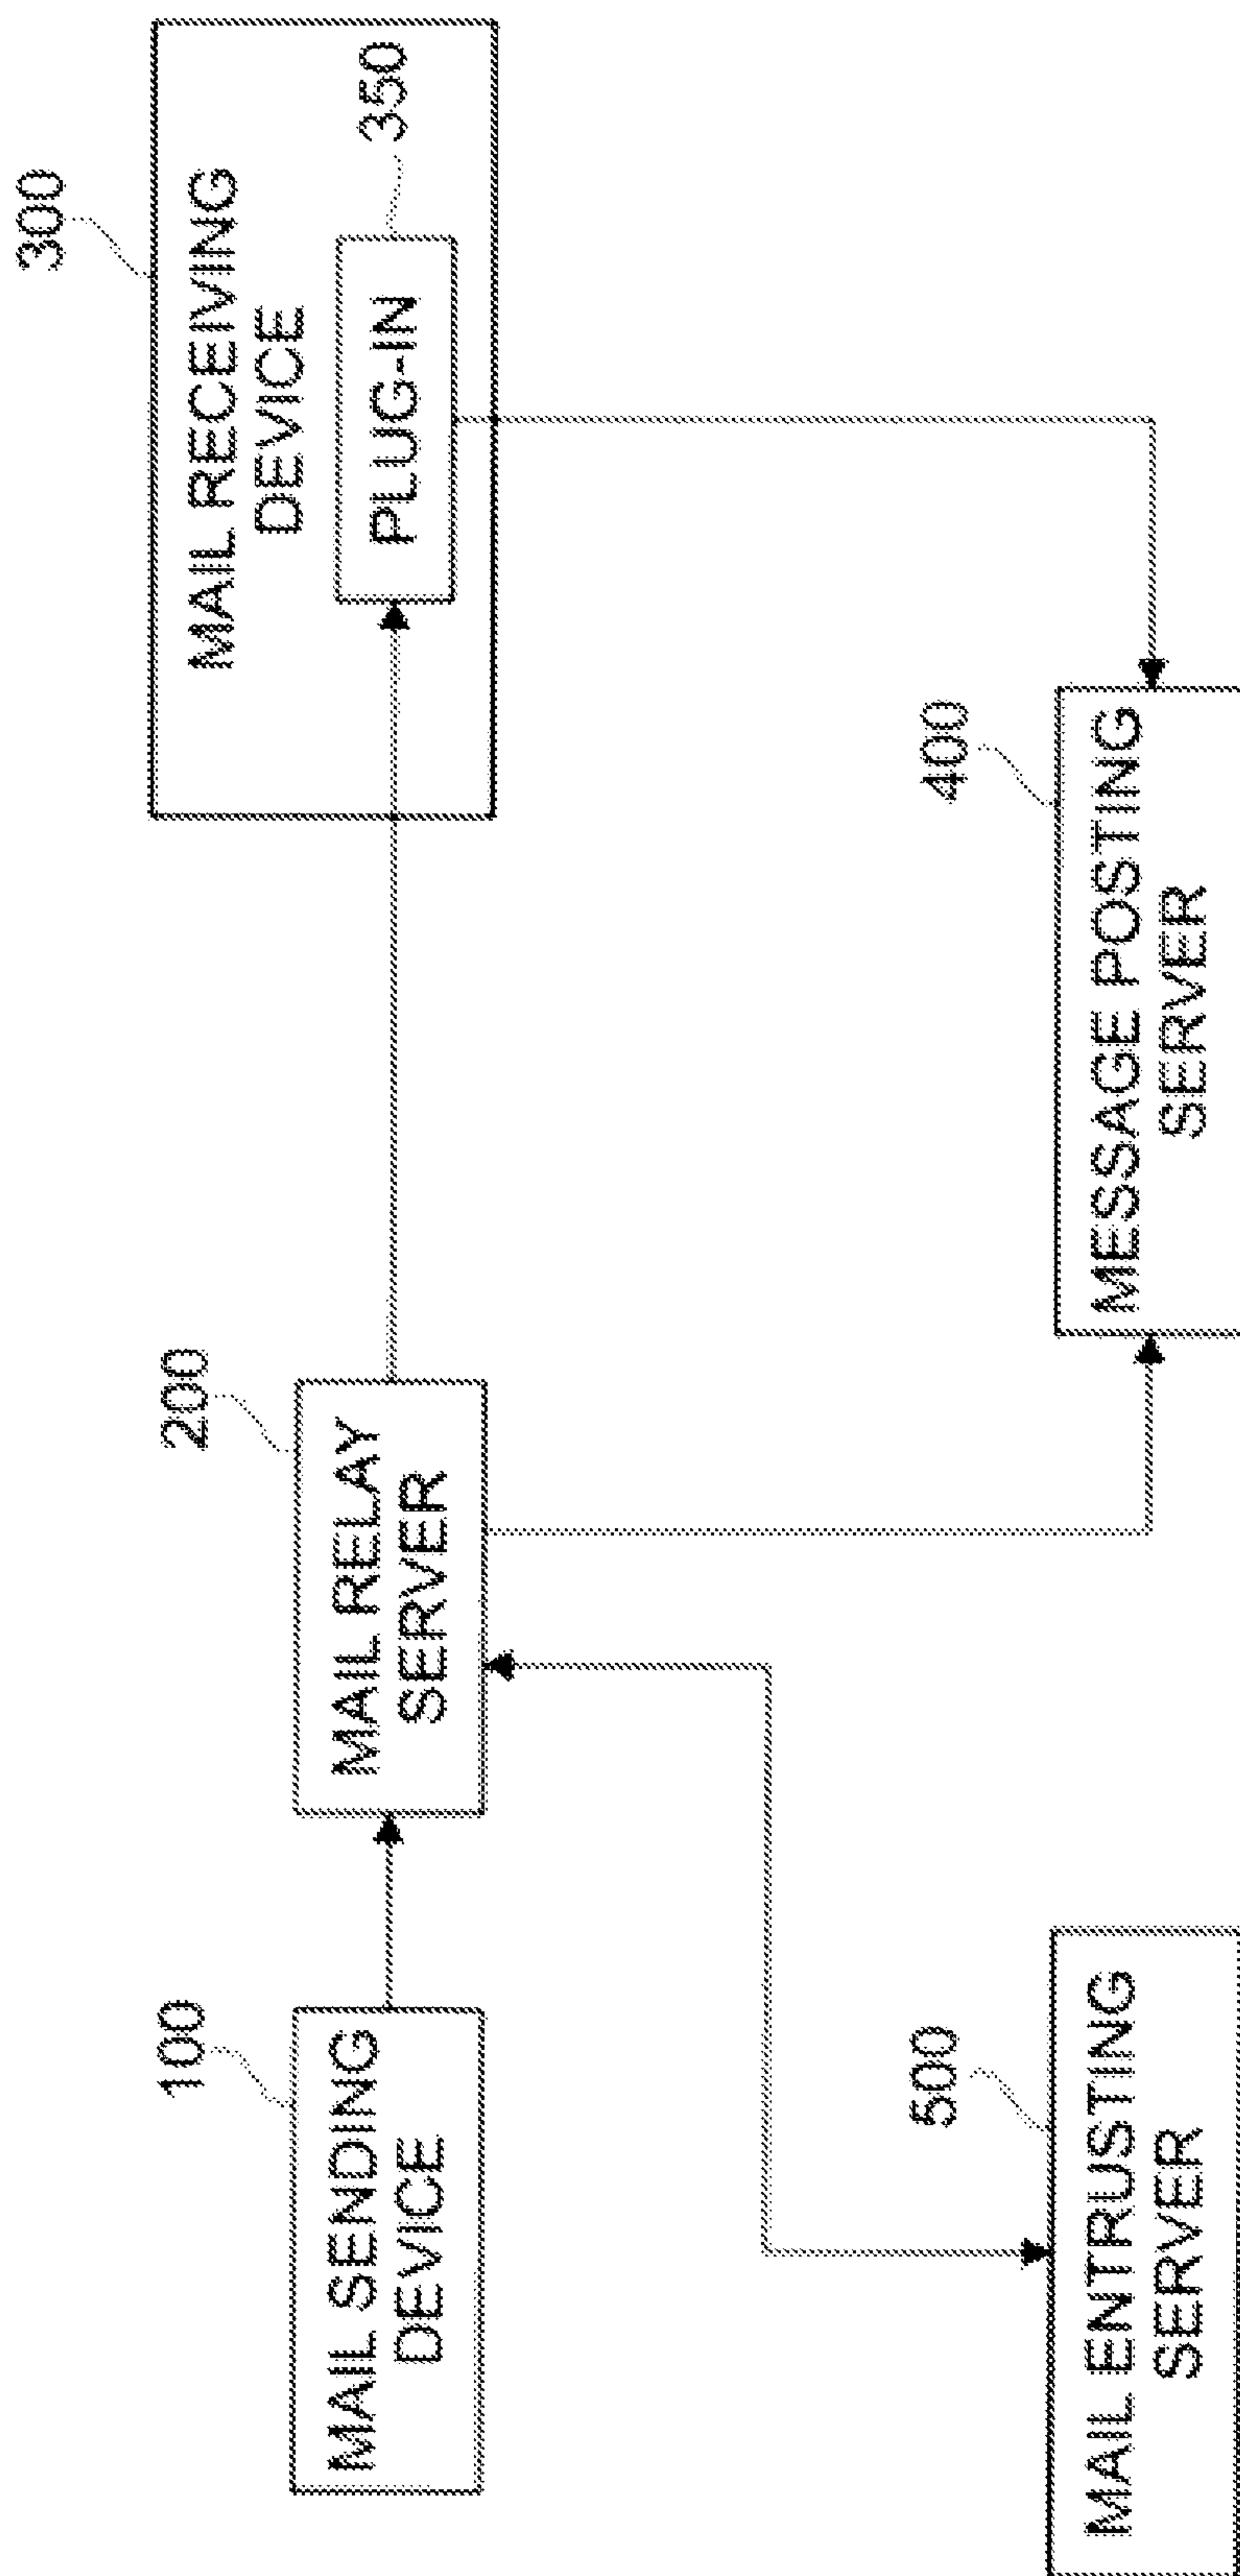 100
MAIL SENDING
DEVICE
200
MAIL RELAY
SERVER
300
MAIL RECEIVING
DEVICE
350
PLUG-IN
500
MAIL ENTRUSTING
SERVER
400
MESSAGE POSTING
SERVER